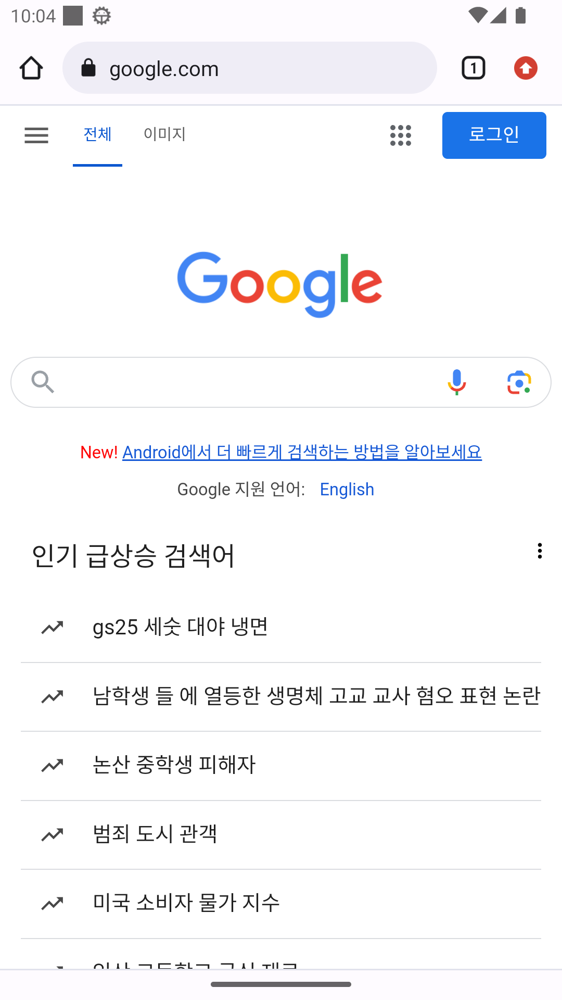 10:04
google.com
1
전체 이미지 로그인
Google
New! Android에서 더 빠르게 검색하는 방법을 알아보세요
Google 지원 언어: English
인기 급상승 검색어
gs25 세숫 대야 냉면
남학생 들 에 열등한 생명체 고교 교사 혐오 표현 논란
논산 중학생 피해자
범죄 도시 관객
미국 소비자 물가 지수